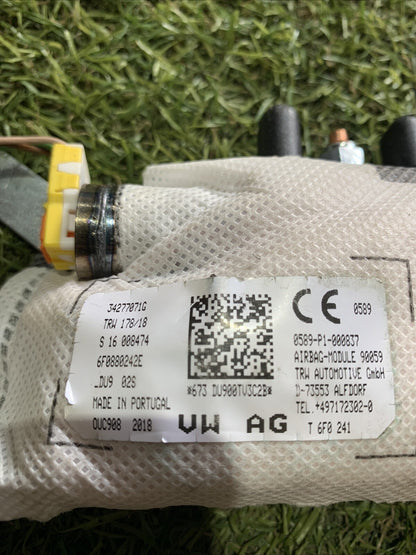 34277071G
TRW 178/18
S 16 008474
6F0880242E
_DU9 02S
MADE IN PORTUGAL
OUC908 2018
*673 DU900TV3C2B*
VW AG
CE 0589
0589-P1-000837
AIRBAG-MODULE 90059
TRW AUTOMOTIVE GmbH
D-73553 ALFDORF
TEL.+497172302-0
T 6F0 241